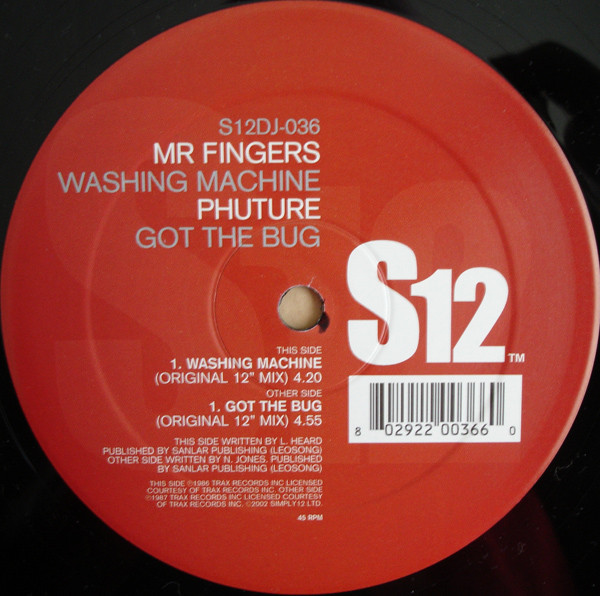 S12DJ-036
MR FINGERS
WASHING MACHINE
PHUTURE
GOT THE BUG
S12™
THIS SIDE
1. WASHING MACHINE
(ORIGINAL 12" MIX) 4.20
OTHER SIDE
1. GOT THE BUG
(ORIGINAL 12" MIX) 4.55
8 02922 00366 0
THIS SIDE WRITTEN BY L. HEARD
PUBLISHED BY SANLAR PUBLISHING (LEOSONG)
OTHER SIDE WRITTEN BY N. JONES. PUBLISHED
BY SANLAR PUBLISHING (LEOSONG)
THIS SIDE ℗1986 TRAX RECORDS INC LICENSED
COURTESY OF TRAX RECORDS INC. OTHER SIDE
℗1987 TRAX RECORDS INC LICENSED COURTESY
OF TRAX RECORDS INC. ©2002 SIMPLY12 LTD.
45 RPM